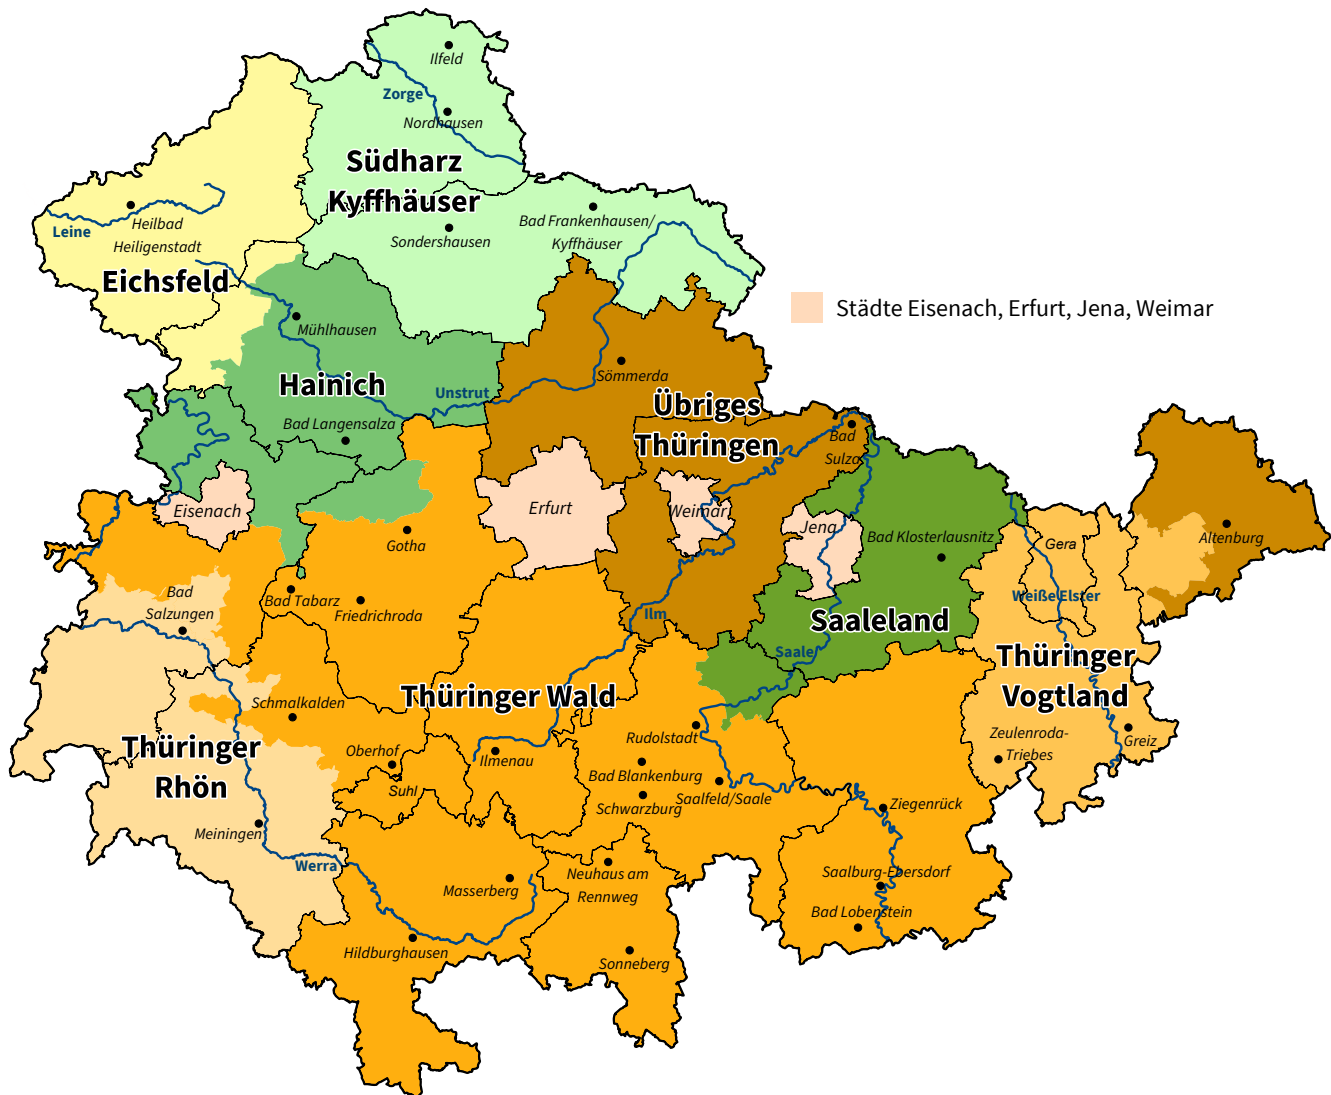 Ilfeld
Zorge
Nordhausen
Südharz
Kyffhäuser
Sondershausen
Bad Frankenhausen/
Kyffhäuser
Leine
Heilbad
Heiligenstadt
Eichsfeld
Städte Eisenach, Erfurt, Jena, Weimar
Mühlhausen
Hainich
Unstrut
Bad Langensalza
Sömmerda
Übriges
Thüringen
Bad
Sulza
Eisenach
Erfurt
Weimar
Jena
Bad Klosterlausnitz
Gera
Altenburg
Gotha
Bad Tabarz
Friedrichroda
Bad
Salzungen
Ilm
Weiße Elster
Saaleland
Saale
Thüringer
Vogtland
Thüringer Wald
Schmalkalden
Thüringer
Rhön
Oberhof
Suhl
Ilmenau
Rudolstadt
Bad Blankenburg
Schwarzburg
Saalfeld/Saale
Zeulenroda-
Triebes
Greiz
Ziegenrück
Meiningen
Werra
Masserberg
Neuhaus am
Rennweg
Saalburg-Ebersdorf
Bad Lobenstein
Hildburghausen
Sonneberg